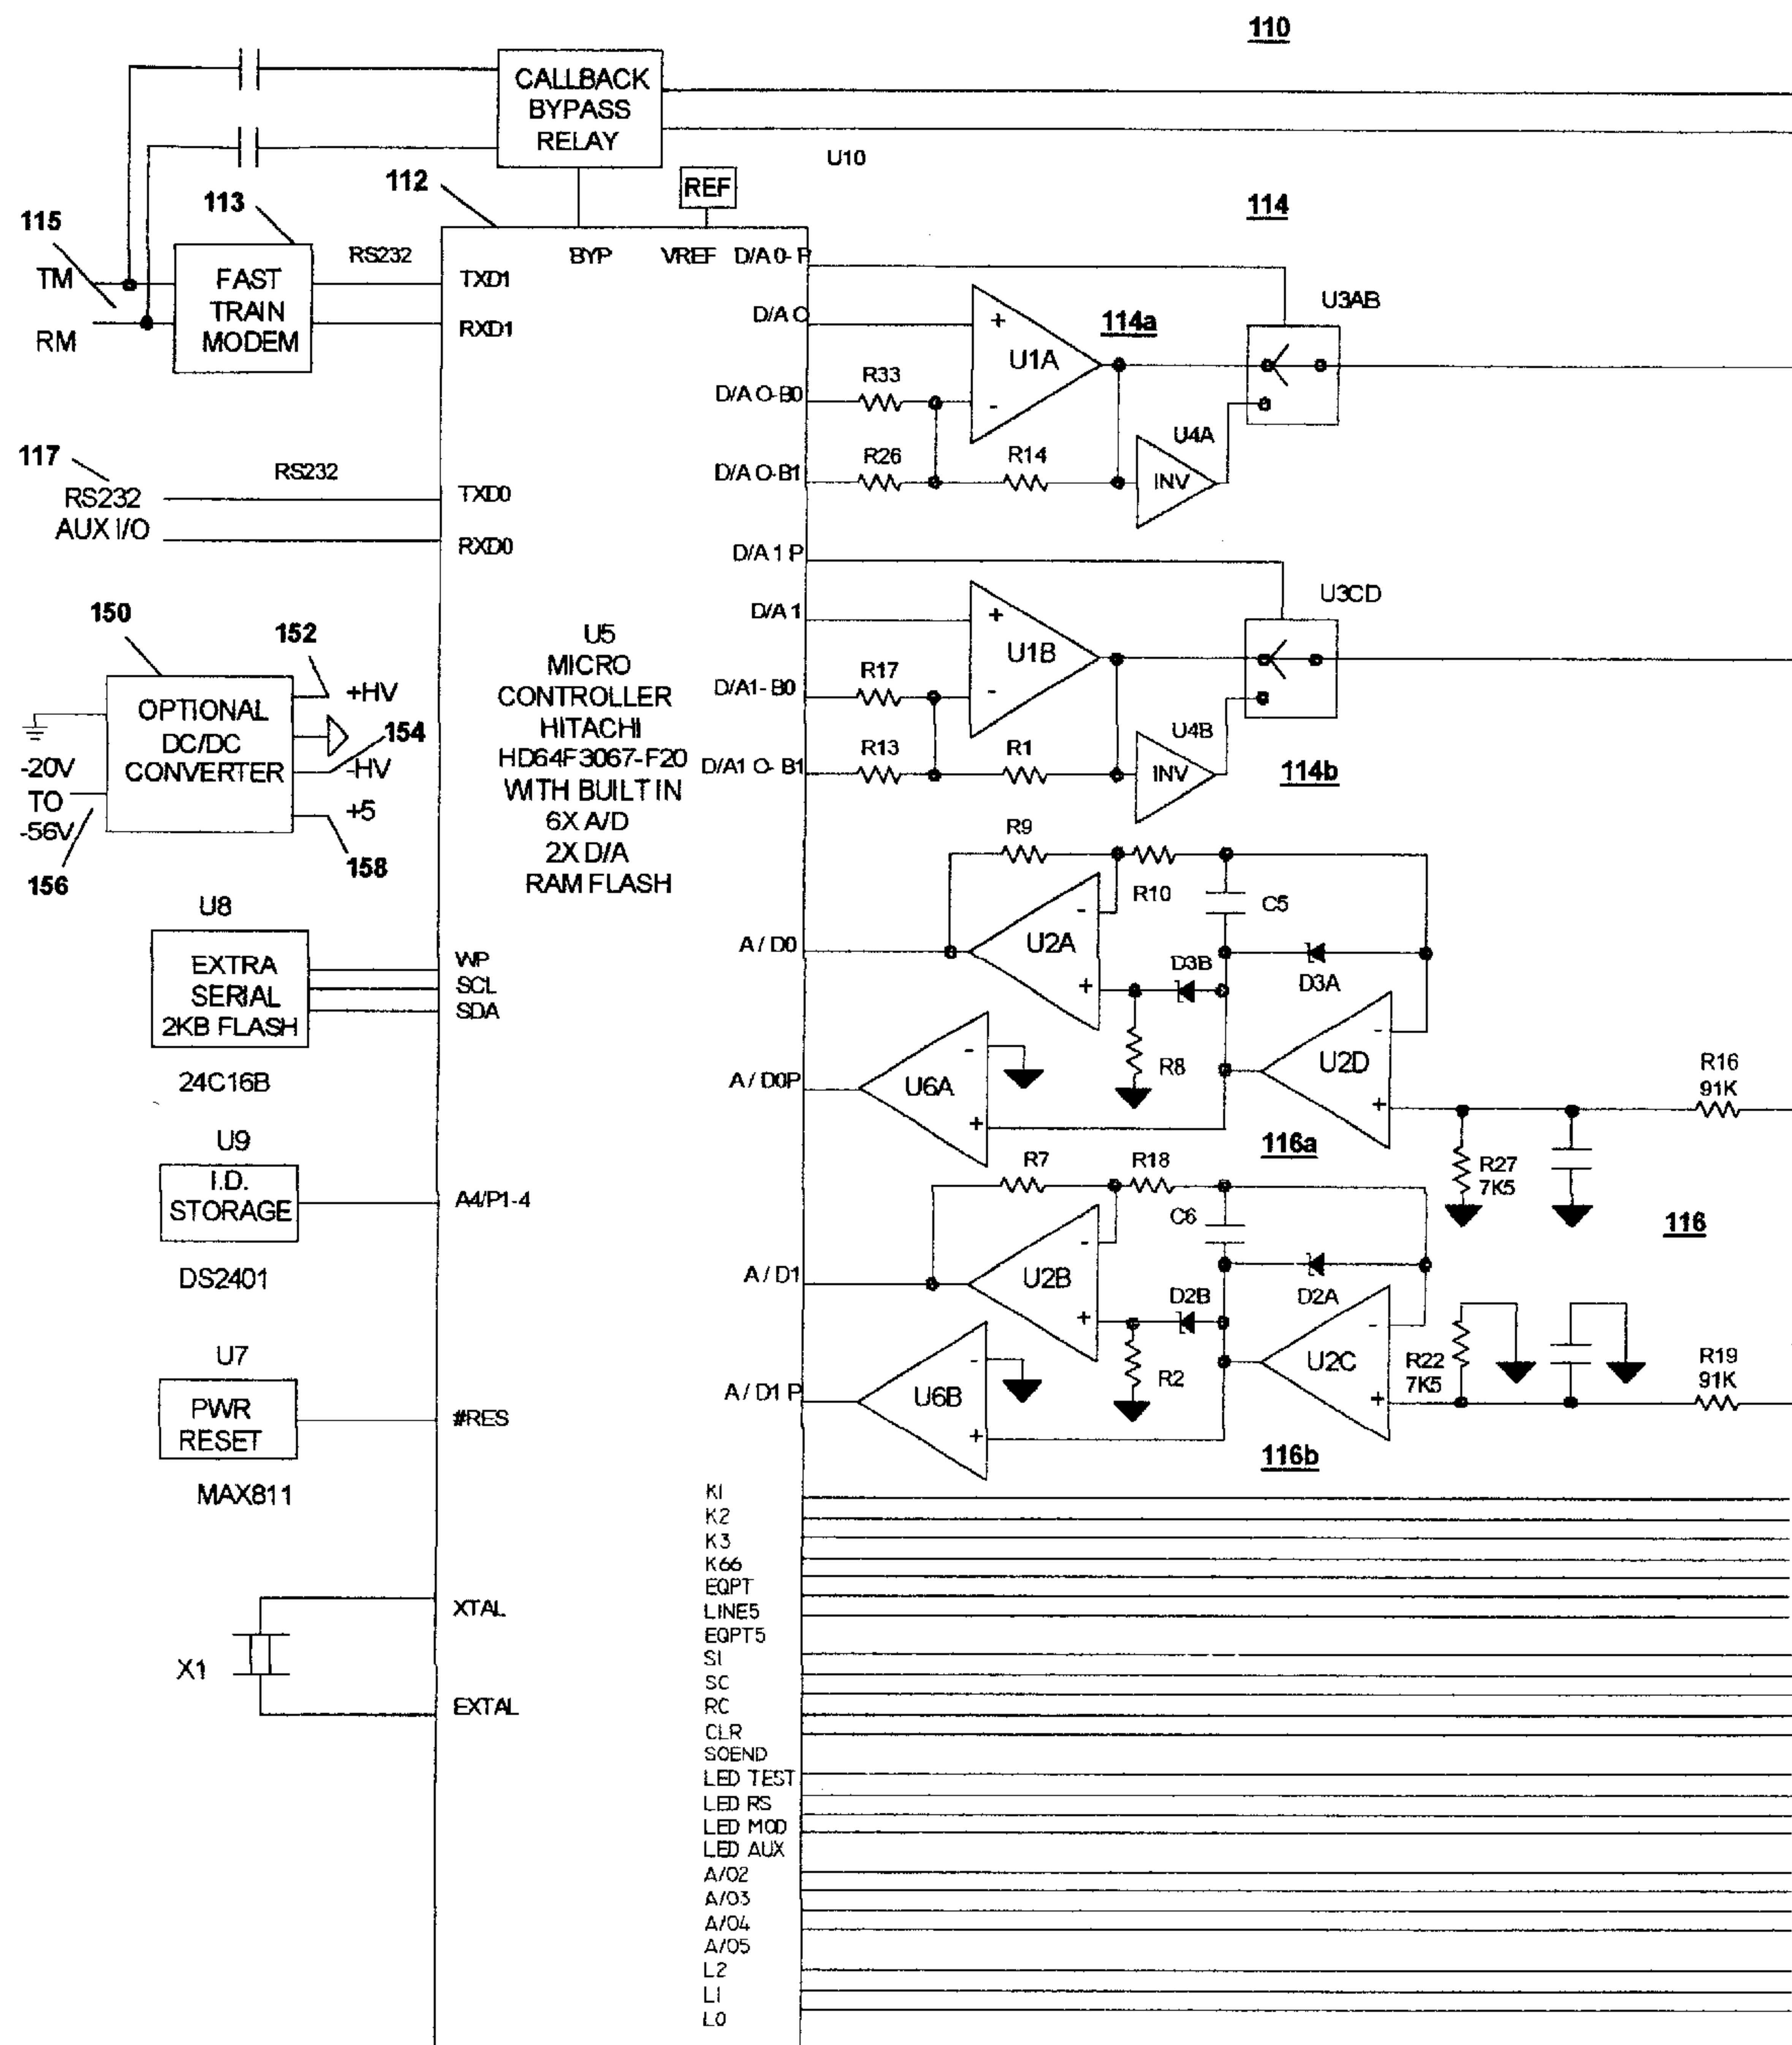 110
CALLBACK
BYPASS
RELAY
U10
REF
112
113
115
114
TM
RM
FAST
TRAIN
MODEM
RS232
TXD1
RXD1
BYP
VREF
D/A 0- P
D/A O
D/A O-B0
D/A O-B1
R33
R26
R14
+
-
U1A
114a
U4A
INV
U3AB
117
RS232
AUX I/O
RS232
TXD0
RXD0
D/A 1 P
D/A 1
D/A1- B0
D/A1 O- B1
R17
R13
R1
+
-
U1B
U4B
INV
U3CD
114b
150
152
OPTIONAL
DC/DC
CONVERTER
+HV
154
-HV
+5
158
-20V
TO
-56V
156
U5
MICRO
CONTROLLER
HITACHI
HD64F3067-F20
WITH BUILT IN
6X A/D
2X D/A
RAM FLASH
U8
EXTRA
SERIAL
2KB FLASH
24C16B
WP
SCL
SDA
R9
R10
C5
A / D0
U2A
-
+
D3B
D3A
R8
U2D
-
+
A / D0P
U6A
-
+
116a
R16
91K
R27
7K5
116
U9
I.D.
STORAGE
DS2401
A4/P1-4
R7
R18
C6
A / D1
U2B
-
+
D2B
D2A
R2
U2C
-
+
A / D1 P
U6B
-
+
116b
R22
7K5
R19
91K
U7
PWR
RESET
MAX811
#RES
X1
XTAL
EXTAL
K1
K2
K3
K66
EQPT
LINE5
EQPT5
S1
SC
RC
CLR
SOEND
LED TEST
LED RS
LED MOD
LED AUX
A/O2
A/O3
A/O4
A/O5
L2
L1
L0